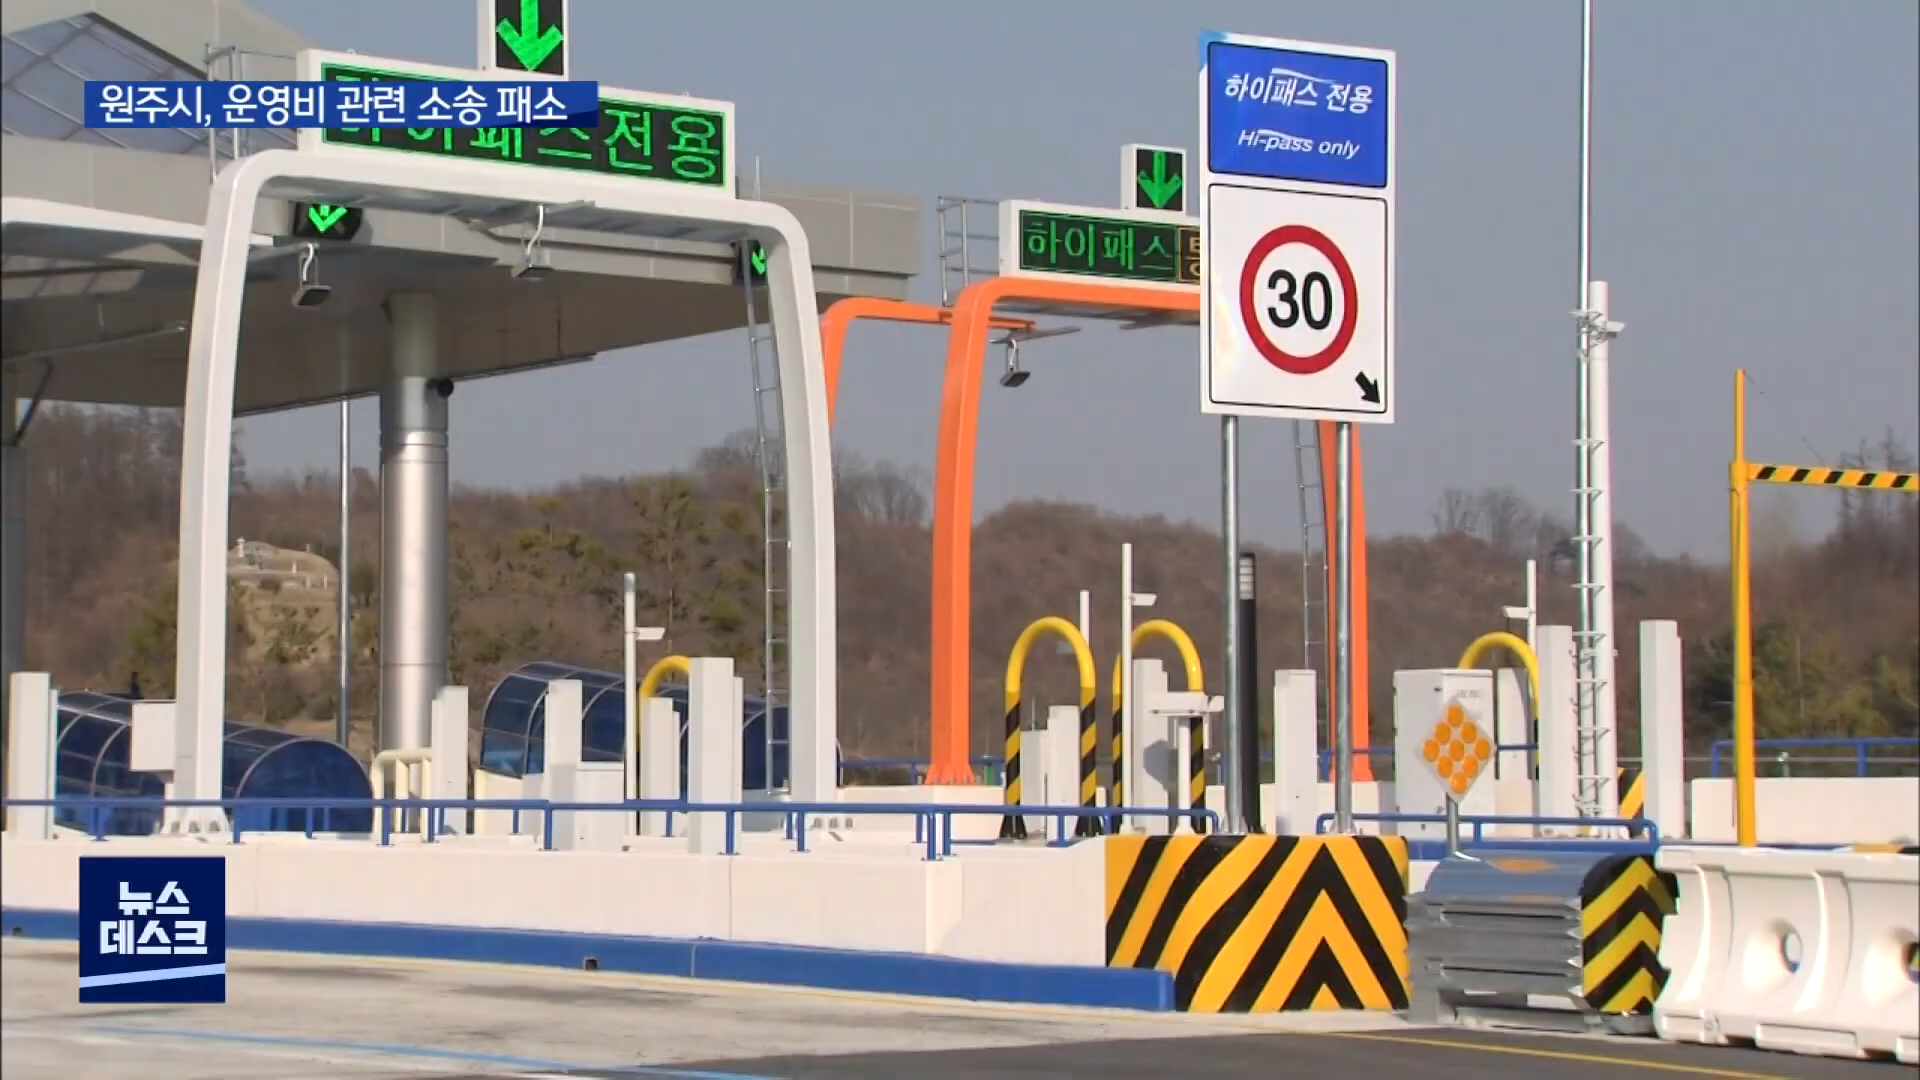 원주시, 운영비 관련 소송 패소
하이패스전용
하이패스
하이패스 전용
Hi-pass only
30
뉴스
데스크